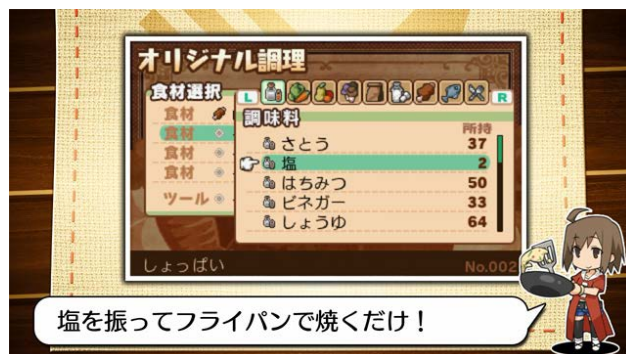 オリジナル調理
食材選択
L
R
食材
食材
食材
食材
ツール
調味料
所持
さとう 37
塩 2
はちみつ 50
ビネガー 33
しょうゆ 64
しょっぱい No.002
塩を振ってフライパンで焼くだけ！